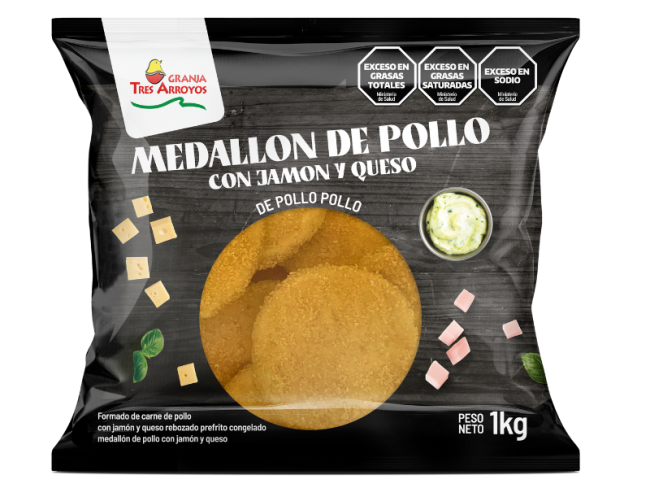 GRANJA
TRES ARROYOS
EXCESO EN
GRASAS
TOTALES
Ministerio
de Salud
EXCESO EN
GRASAS
SATURADAS
Ministerio
de Salud
EXCESO EN
SODIO
Ministerio
de Salud
MEDALLON DE POLLO
CON JAMON Y QUESO
DE POLLO POLLO
Formado de carne de pollo
con jamón y queso rebozado prefrito congelado
medallón de pollo con jamón y queso
PESO
NETO 1kg